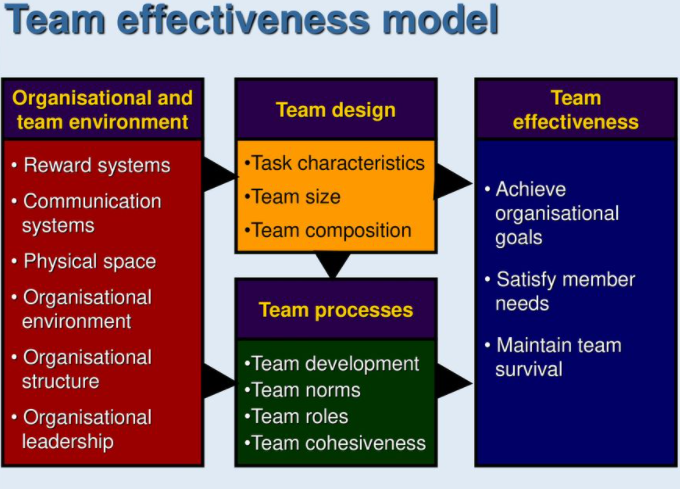 Team effectiveness model
Organisational and
team environment
• Reward systems
• Communication
systems
• Physical space
• Organisational
environment
• Organisational
structure
• Organisational
leadership
Team design
•Task characteristics
•Team size
•Team composition
Team processes
•Team development
•Team norms
•Team roles
•Team cohesiveness
Team
effectiveness
• Achieve
organisational
goals
• Satisfy member
needs
• Maintain team
survival